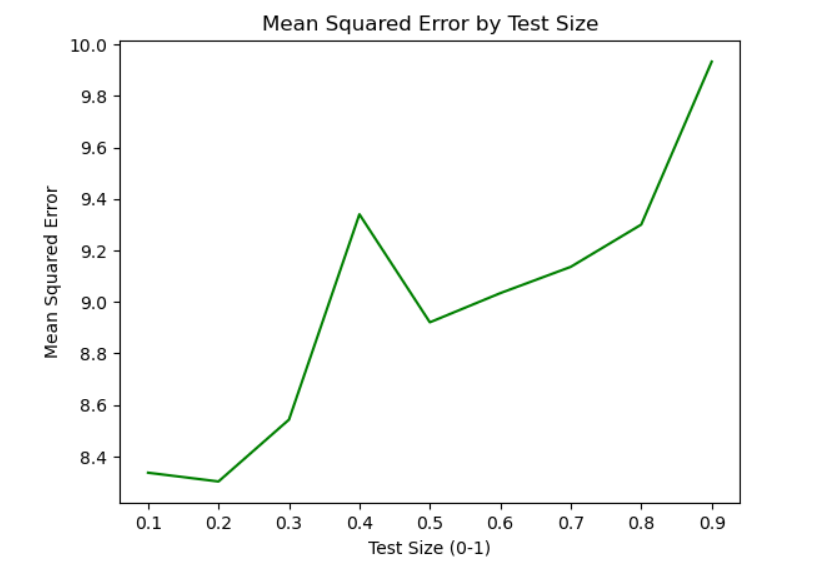 Mean Squared Error by Test Size
10.0
9.8
9.6
9.4
9.2
9.0
8.8
8.6
8.4
Mean Squared Error
0.1 0.2 0.3 0.4 0.5 0.6 0.7 0.8 0.9
Test Size (0-1)